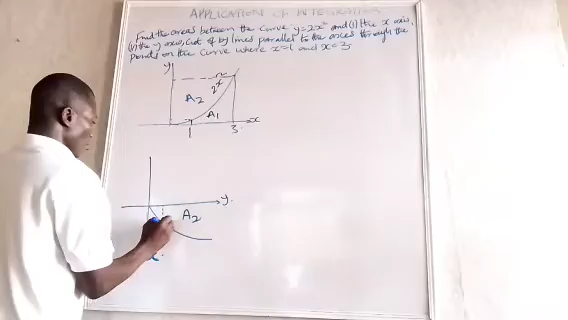 APPLICATION OF INTEGRATION
Find the areas between the curve y=2x² and (i) the x axis,
(ii) the y axis, cut off by lines parallel to the axes through the
points on the curve where x=1 and x=3
y
2x²
A₂
A₁
1
3
x
y
A₂
x